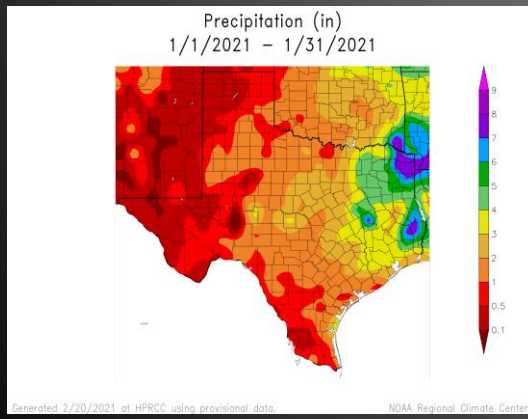 Precipitation (in)
1/1/2021 – 1/31/2021
9
8
7
6
5
4
3
2
1
0.5
0.1
Generated 2/20/2021 at HPRCC using provisional data.
NOAA Regional Climate Center